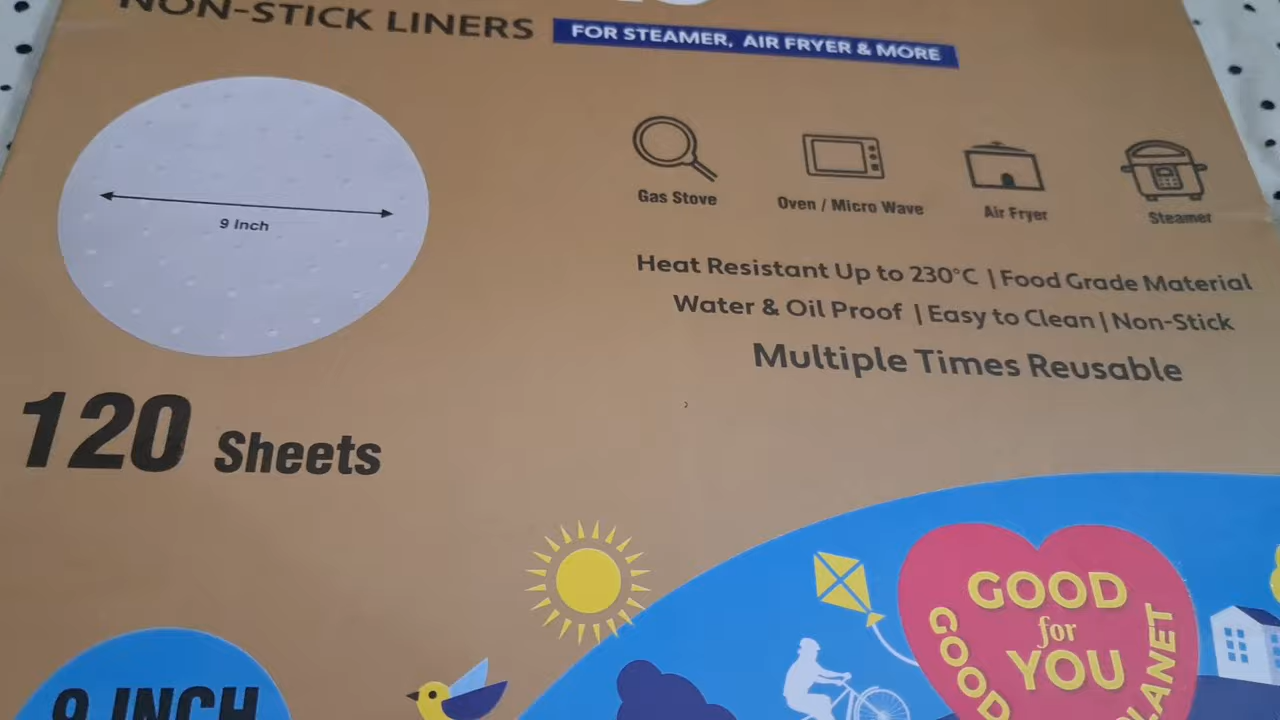 NON-STICK LINERS
FOR STEAMER, AIR FRYER & MORE
9 Inch
Gas Stove
Oven / Micro Wave
Air Fryer
Steamer
Heat Resistant Up to 230°C | Food Grade Material
Water & Oil Proof | Easy to Clean | Non-Stick
Multiple Times Reusable
120 Sheets
GOOD
for
YOU
GOOD
9 INCH